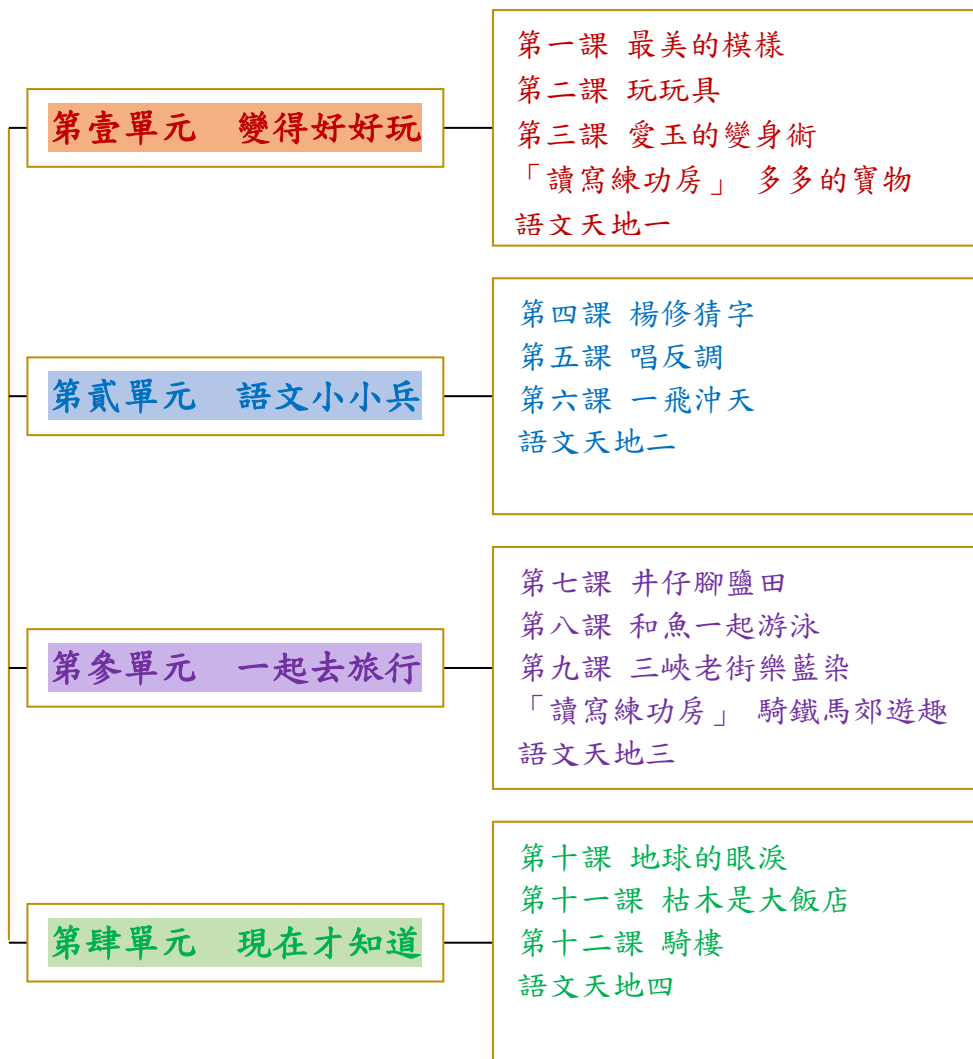 第壹單元 變得好好玩
第一課 最美的模樣
第二課 玩玩具
第三課 愛玉的變身術
「讀寫練功房」 多多的寶物
語文天地一
第貳單元 語文小小兵
第四課 楊修猜字
第五課 唱反調
第六課 一飛沖天
語文天地二
第參單元 一起去旅行
第七課 井仔腳鹽田
第八課 和魚一起游泳
第九課 三峽老街樂藍染
「讀寫練功房」 騎鐵馬郊遊趣
語文天地三
第肆單元 現在才知道
第十課 地球的眼淚
第十一課 枯木是大飯店
第十二課 騎樓
語文天地四